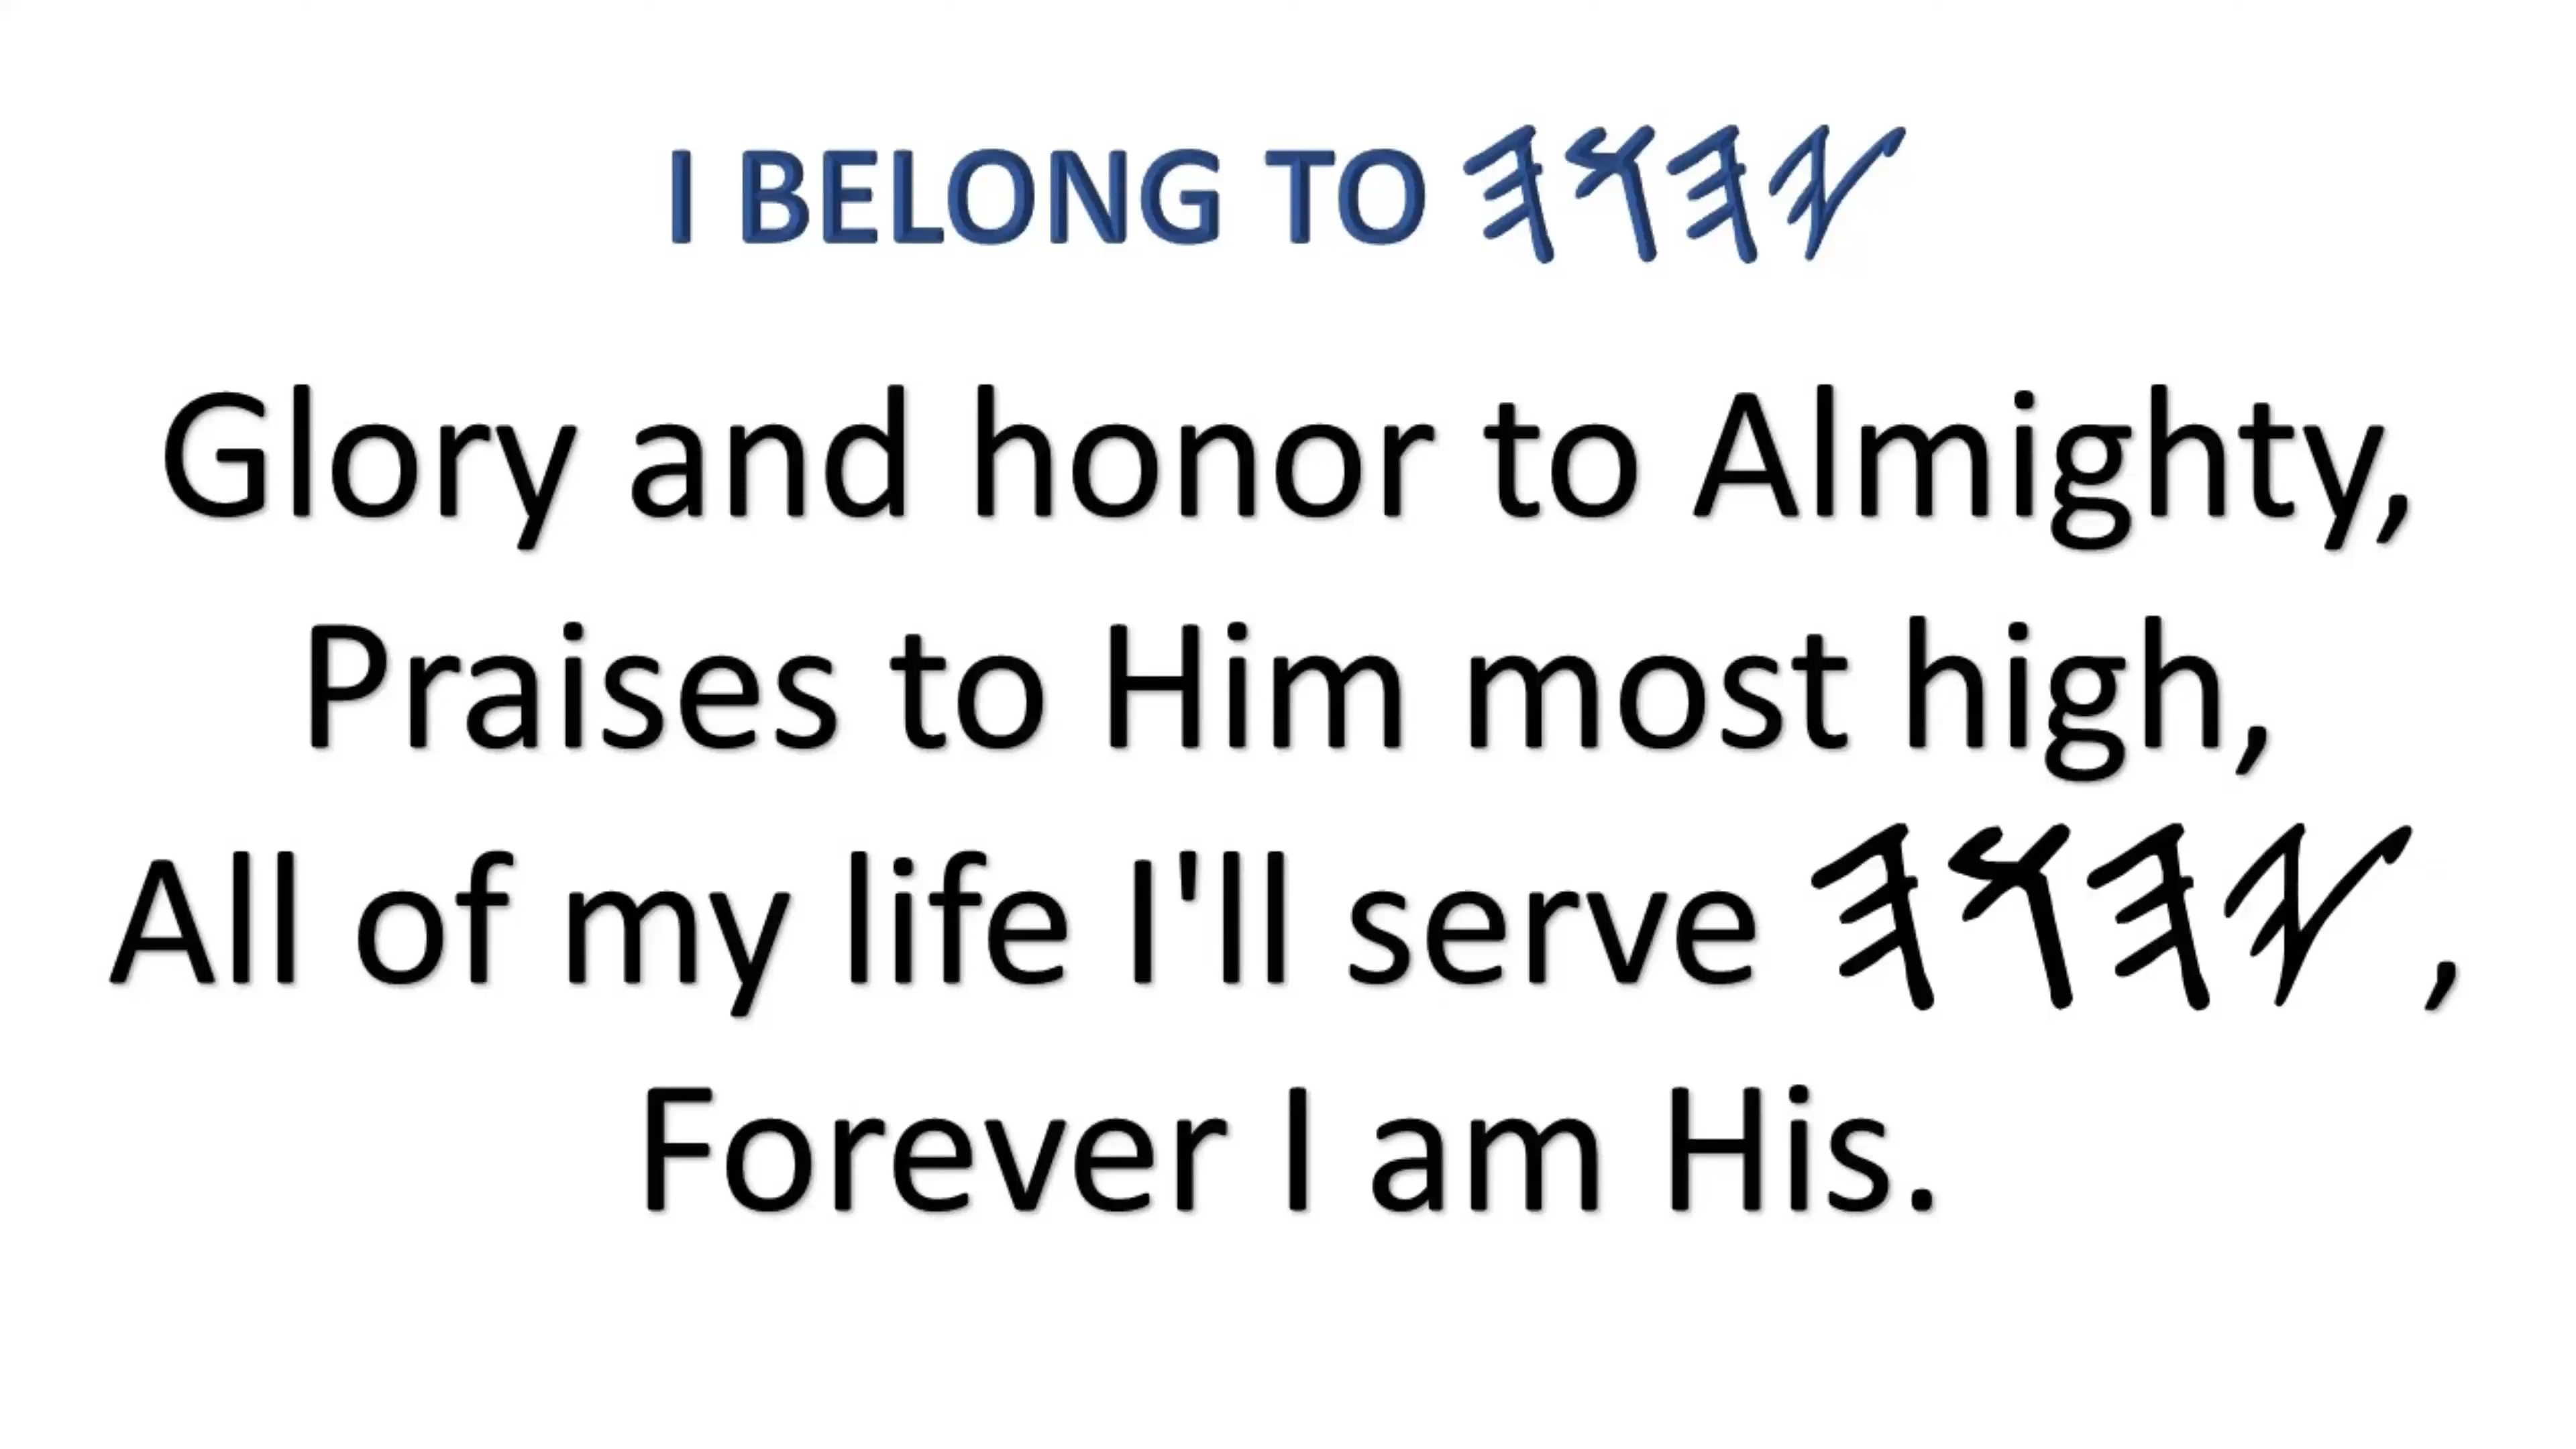 I BELONG TO 𐤉𐤄𐤅𐤄
Glory and honor to Almighty,
Praises to Him most high,
All of my life I'll serve 𐤉𐤄𐤅𐤄 ,
Forever I am His.